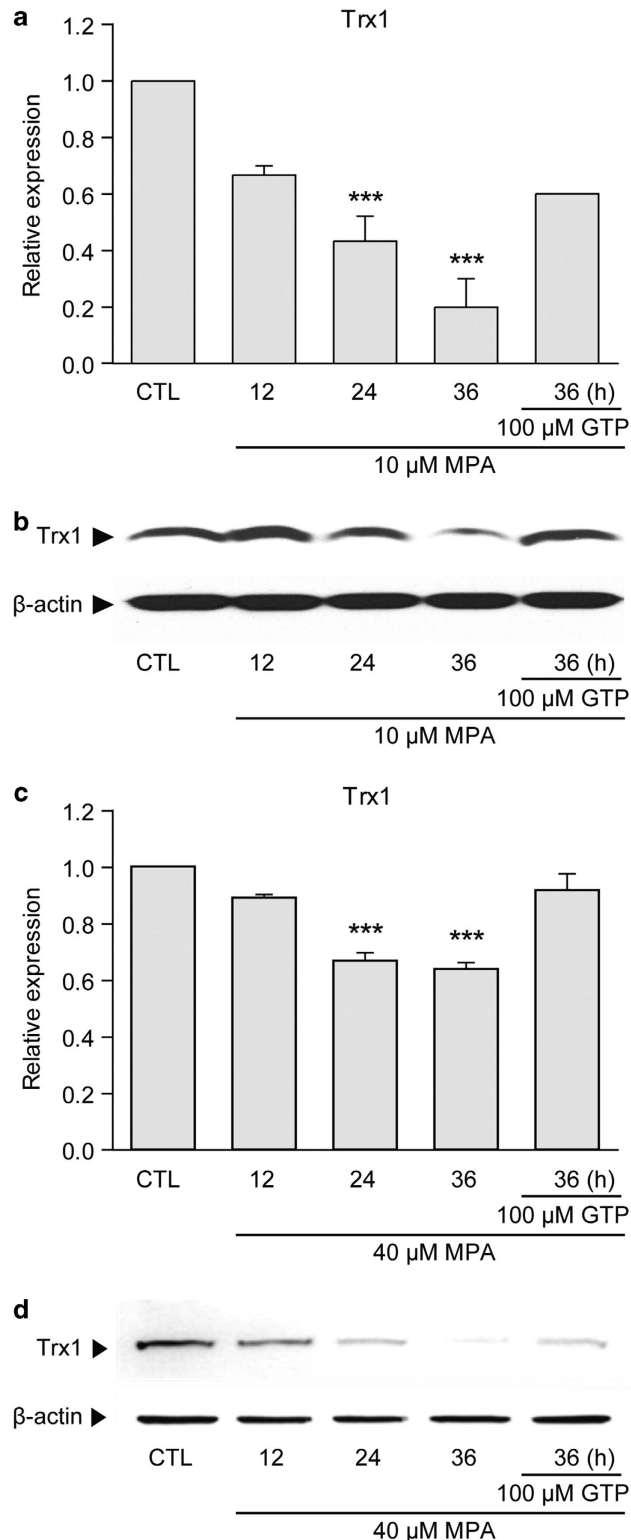 a
Trx1
1.2
1.0
0.8
0.6
0.4
0.2
0.0
Relative expression
***
***
CTL 12 24 36 36 (h)
100 µM GTP
10 µM MPA
b
Trx1
β-actin
CTL 12 24 36 36 (h)
100 µM GTP
10 µM MPA
c
Trx1
1.2
1.0
0.8
0.6
0.4
0.2
0.0
Relative expression
***
***
CTL 12 24 36 36 (h)
100 µM GTP
40 µM MPA
d
Trx1
β-actin
CTL 12 24 36 36 (h)
100 µM GTP
40 µM MPA